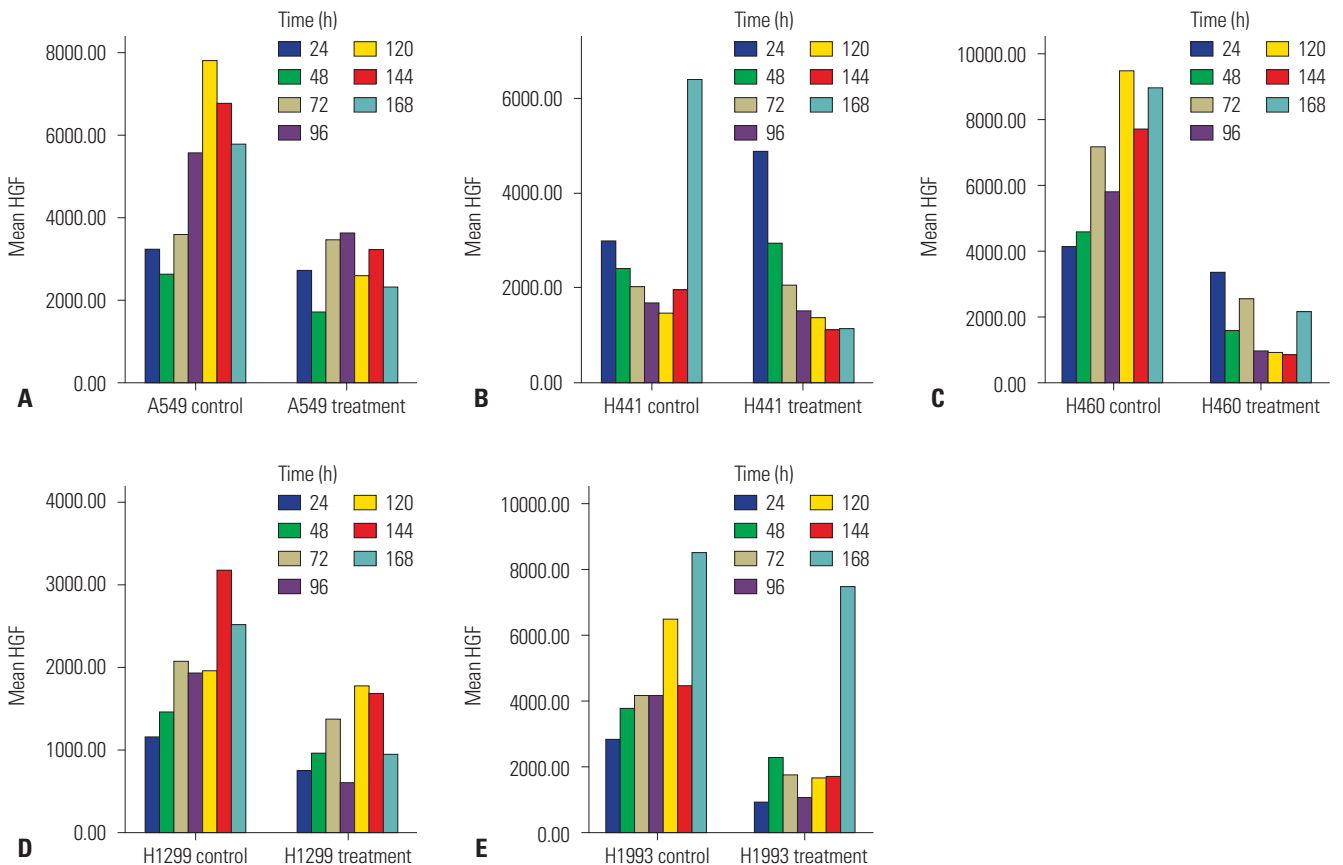 Time (h)
24
48
72
96
120
144
168
8000.00
6000.00
4000.00
2000.00
0.00
Mean HGF
A549 control
A549 treatment
A
Time (h)
24
48
72
96
120
144
168
6000.00
4000.00
2000.00
0.00
Mean HGF
H441 control
H441 treatment
B
Time (h)
24
48
72
96
120
144
168
10000.00
8000.00
6000.00
4000.00
2000.00
0.00
Mean HGF
H460 control
H460 treatment
C
Time (h)
24
48
72
96
120
144
168
4000.00
3000.00
2000.00
1000.00
0.00
Mean HGF
H1299 control
H1299 treatment
D
Time (h)
24
48
72
96
120
144
168
10000.00
8000.00
6000.00
4000.00
2000.00
0.00
Mean HGF
H1993 control
H1993 treatment
E